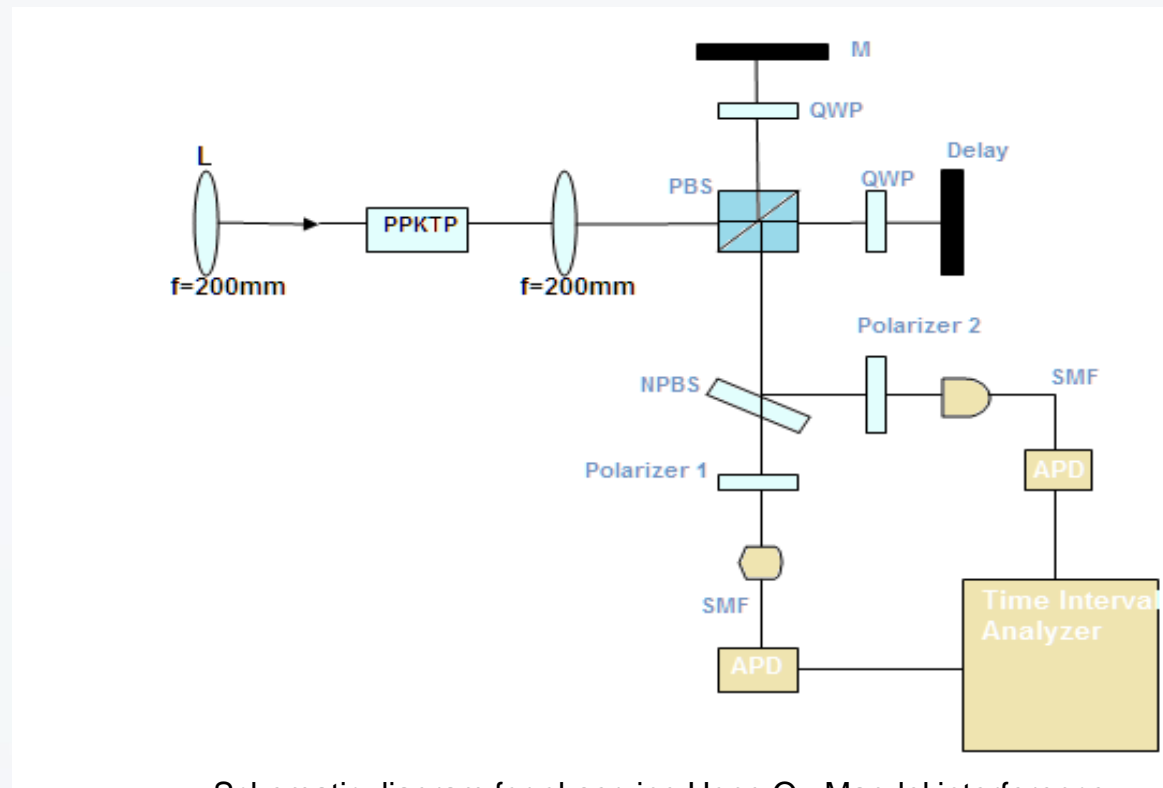 M
QWP
L
Delay
PBS
QWP
PPKTP
f=200mm
f=200mm
Polarizer 2
NPBS
SMF
Polarizer 1
APD
SMF
Time Interval
Analyzer
APD